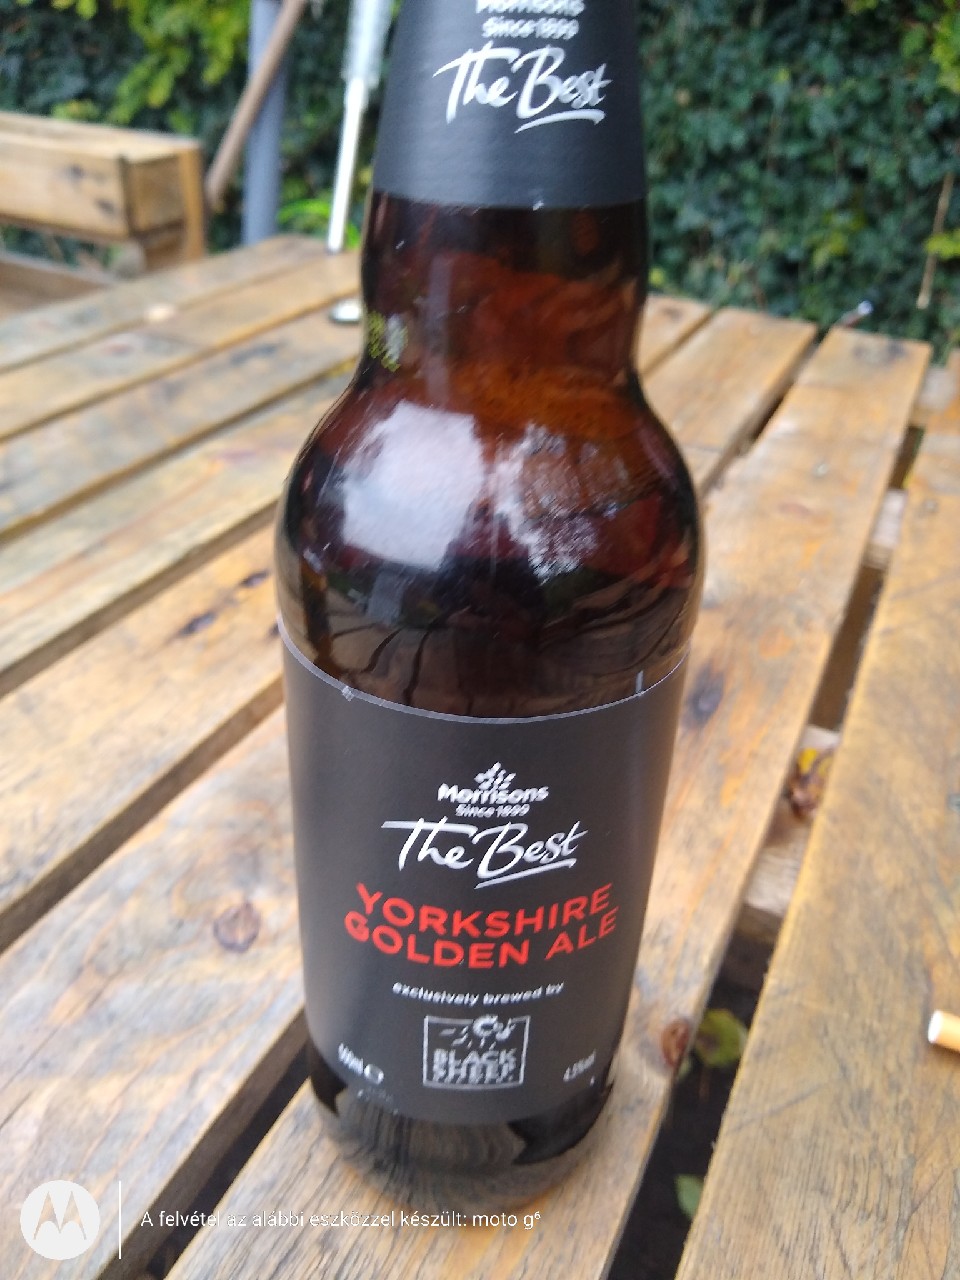 Morrisons
Since 1899
The Best
Morrisons
Since 1899
The Best
YORKSHIRE
GOLDEN ALE
exclusively brewed by
BLACK
SHEEP
A felvétel az alábbi eszközzel készült: moto g⁶